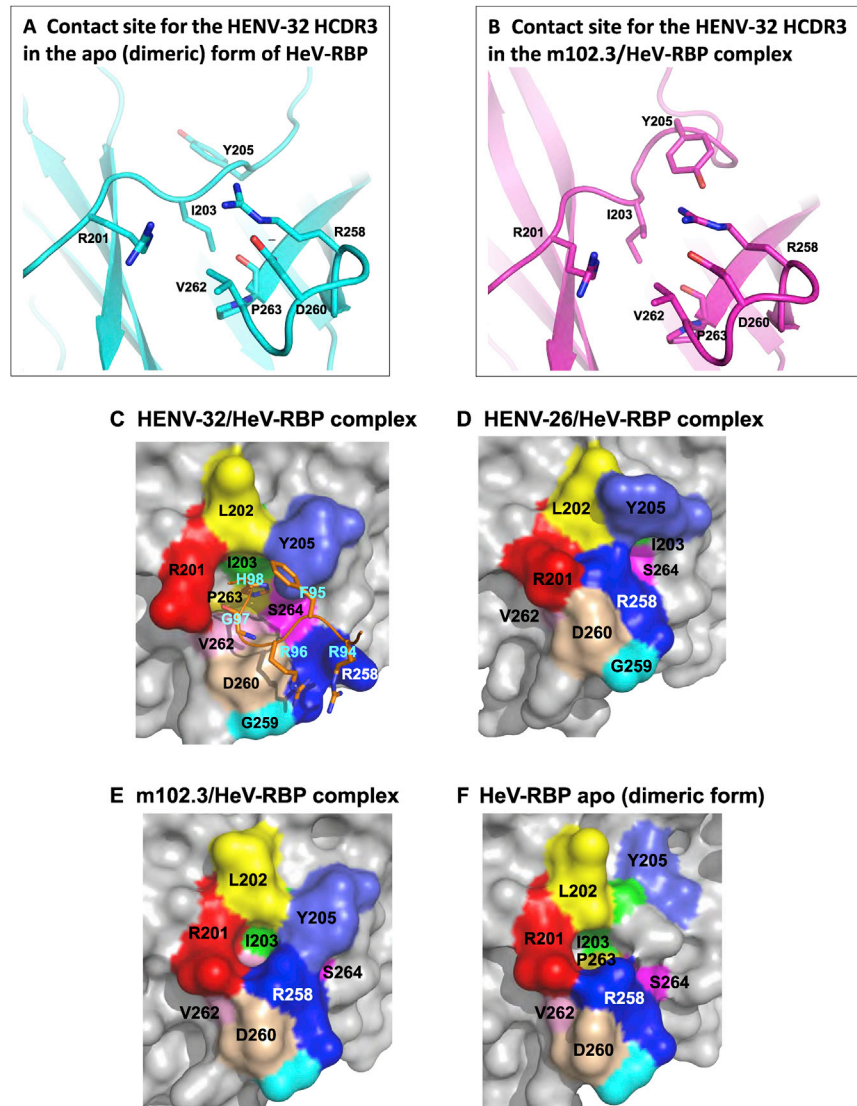 A Contact site for the HENV-32 HCDR3
in the apo (dimeric) form of HeV-RBP
Y205
I203
R201
R258
V262
P263
D260
B Contact site for the HENV-32 HCDR3
in the m102.3/HeV-RBP complex
Y205
I203
R201
R258
V262
P263
D260
C HENV-32/HeV-RBP complex
L202
Y205
R201
I203
H98
F95
P263
G97
S264
V262
R96
R94
D260
R258
G259
D HENV-26/HeV-RBP complex
L202
Y205
I203
R201
S264
R258
V262
D260
G259
E m102.3/HeV-RBP complex
L202
Y205
R201
I203
S264
R258
V262
D260
F HeV-RBP apo (dimeric form)
Y205
L202
R201
I203
P263
S264
R258
V262
D260